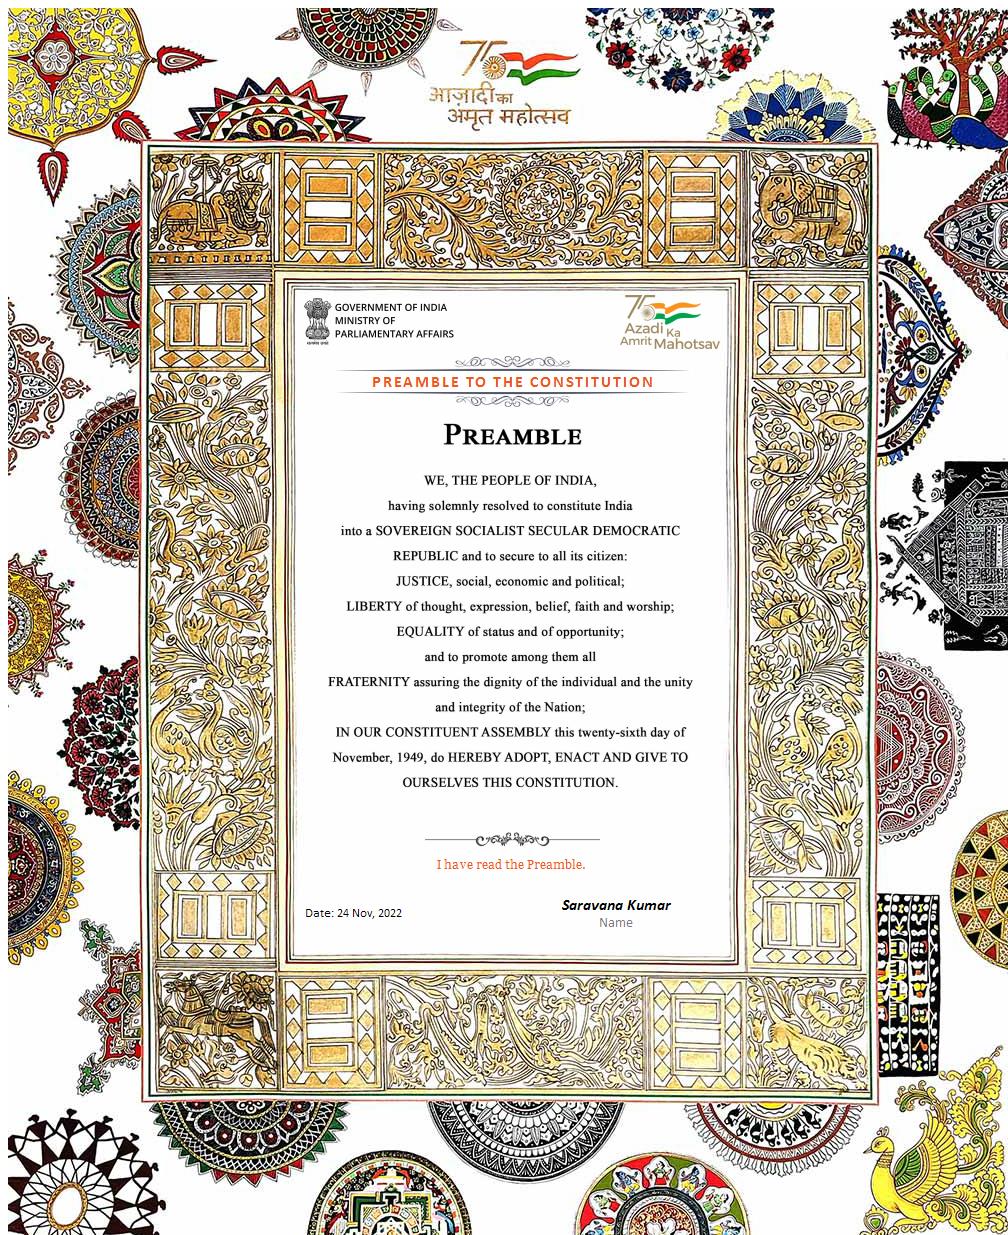 आज़ादी का
अमृत महोत्सव
GOVERNMENT OF INDIA
MINISTRY OF
PARLIAMENTARY AFFAIRS
75
Azadi Ka
Amrit Mahotsav
PREAMBLE TO THE CONSTITUTION
PREAMBLE
WE, THE PEOPLE OF INDIA,
having solemnly resolved to constitute India
into a SOVEREIGN SOCIALIST SECULAR DEMOCRATIC
REPUBLIC and to secure to all its citizen:
JUSTICE, social, economic and political;
LIBERTY of thought, expression, belief, faith and worship;
EQUALITY of status and of opportunity;
and to promote among them all
FRATERNITY assuring the dignity of the individual and the unity
and integrity of the Nation;
IN OUR CONSTITUENT ASSEMBLY this twenty-sixth day of
November, 1949, do HEREBY ADOPT, ENACT AND GIVE TO
OURSELVES THIS CONSTITUTION.
I have read the Preamble.
Date: 24 Nov, 2022
Saravana Kumar
Name